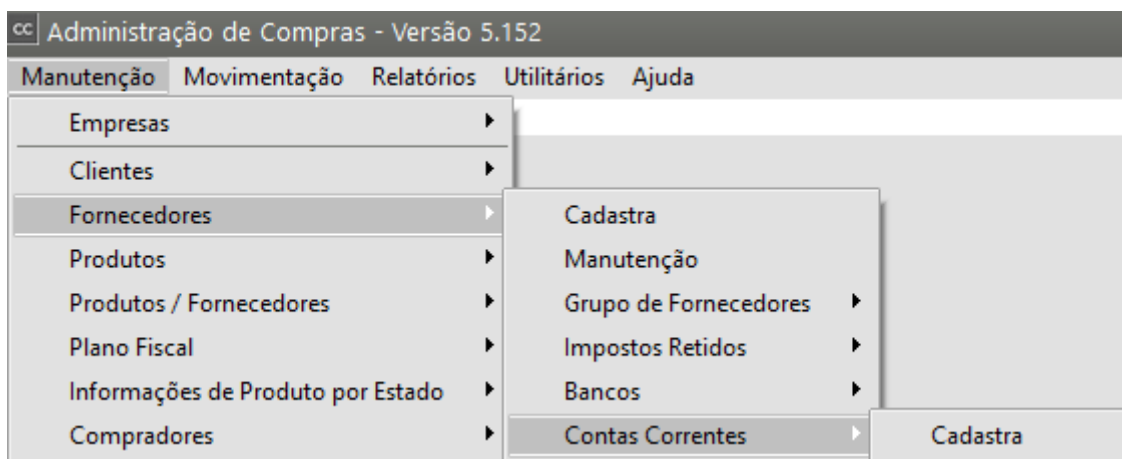 cc Administração de Compras - Versão 5.152
Manutenção Movimentação Relatórios Utilitários Ajuda
Empresas
Clientes
Fornecedores
Produtos
Produtos / Fornecedores
Plano Fiscal
Informações de Produto por Estado
Compradores
Cadastra
Manutenção
Grupo de Fornecedores
Impostos Retidos
Bancos
Contas Correntes
Cadastra